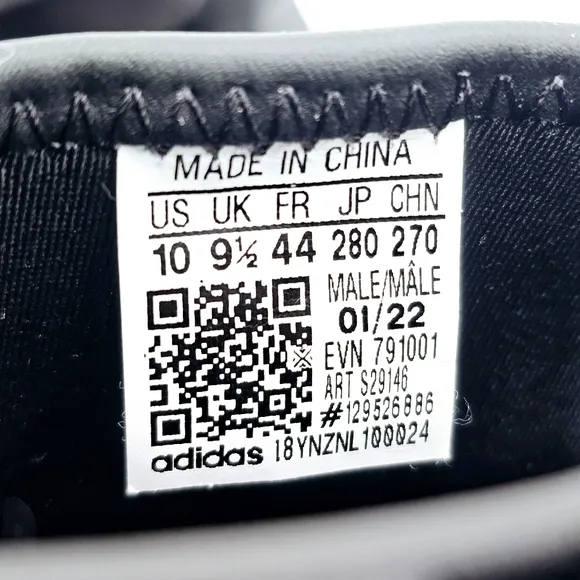 MADE IN CHINA
US UK FR JP CHN
10 9½ 44 280 270
MALE/MÂLE
01/22
EVN 791001
ART S29146
#129526886
adidas 18YNZNL100024